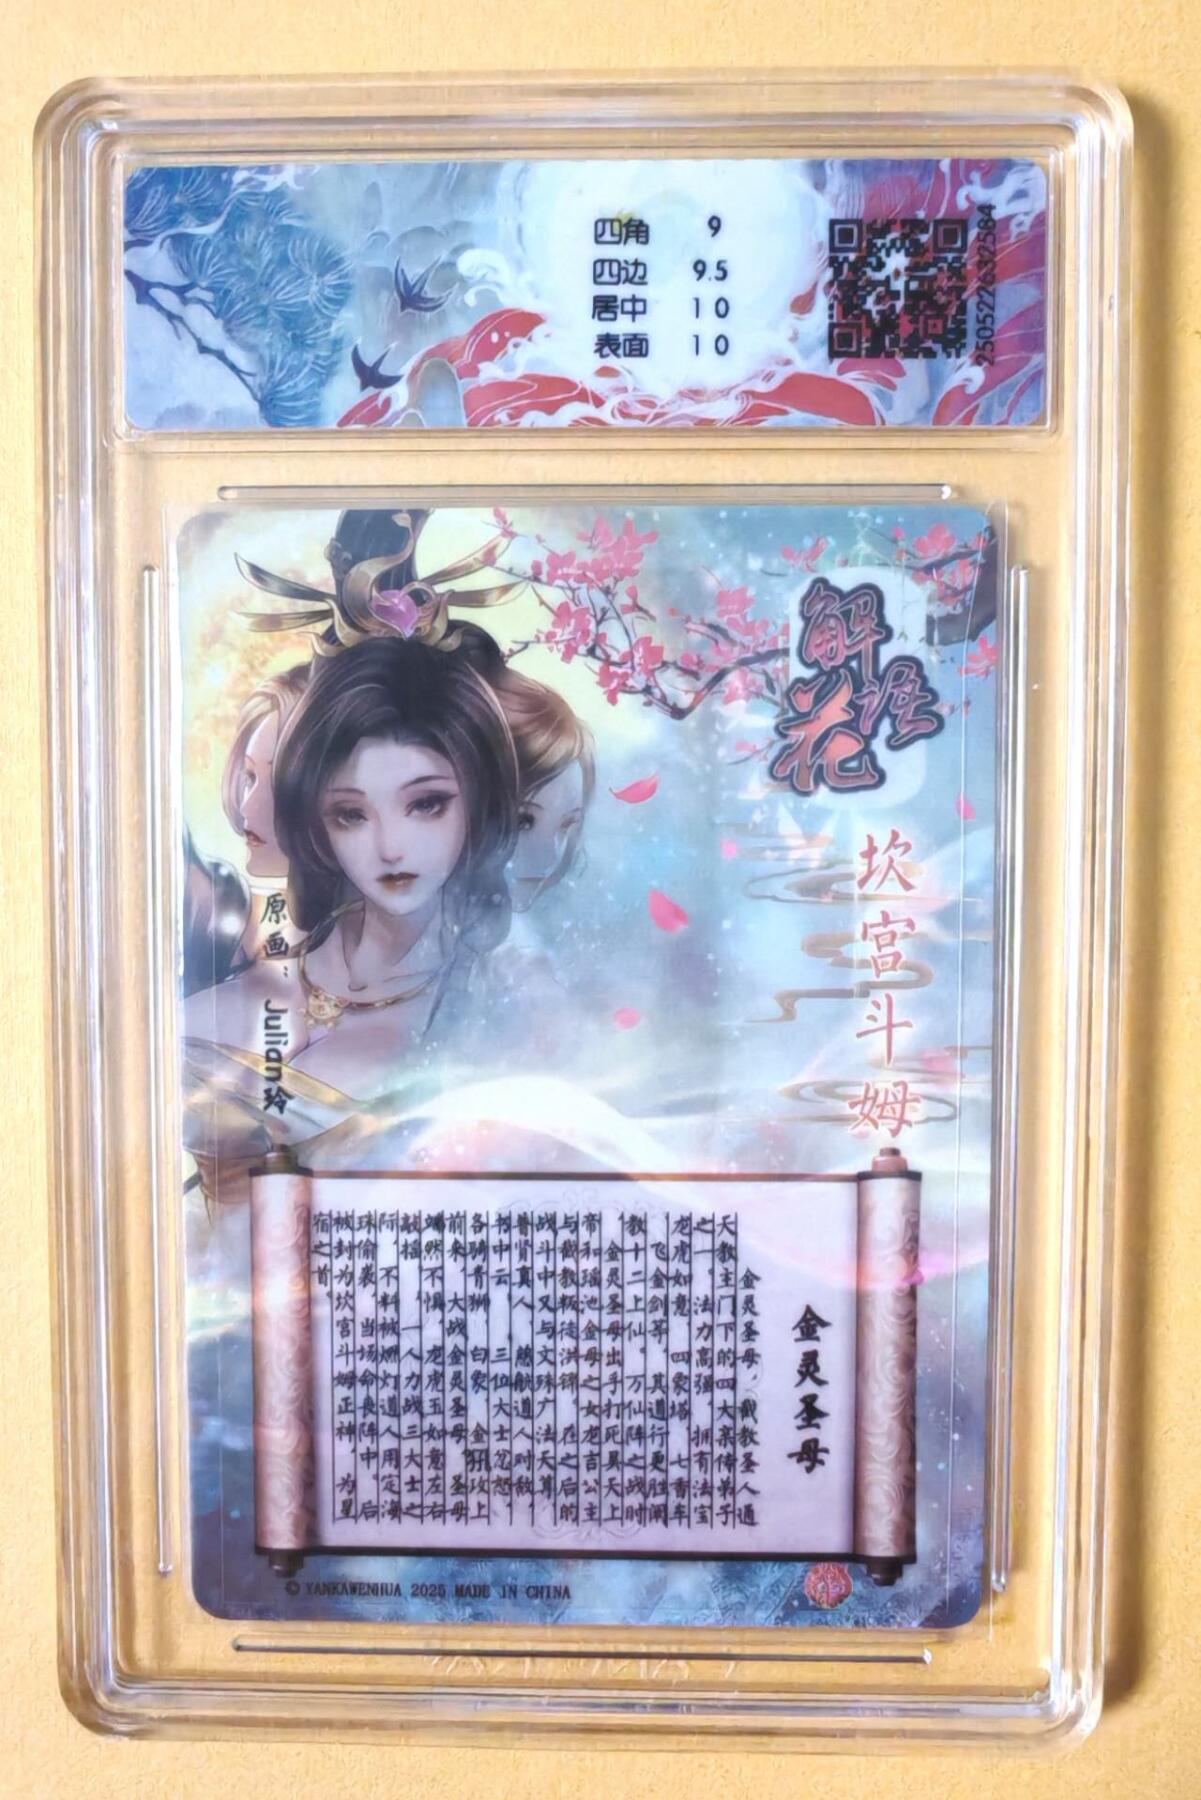 四角 9
四边 9.5
居中 10
表面 10
250522632584
解语花
坎宫斗姆
原画：Julian玲
金灵圣母
金灵圣母，截教圣人通
天教主门下的四大亲传弟子
之一，法力高强，拥有法宝
龙虎如意、四象塔、七香车
、飞金剑等，其道行更胜阐
教十二上仙。万仙阵之战时
，金灵圣母出手打死昊天上
帝和瑶池金母之女龙吉公主
与截教叛徒洪锦，在之后的
战斗中又与文殊广法天尊、
普贤真人、慈航道人对敌，
书中云：三位大士忿怒，
各骑青狮、白象、金犼攻上
前来，大战金灵圣母。圣母
然不惧，龙虎玉如意左右
敲摇，一人力战三大士之
际，不料被燃灯道人用定海
珠偷袭，当场命丧阵中。后
被封为坎宫斗姆正神，为星
宿之首。
© YANKAWENHUA 2025 MADE IN CHINA